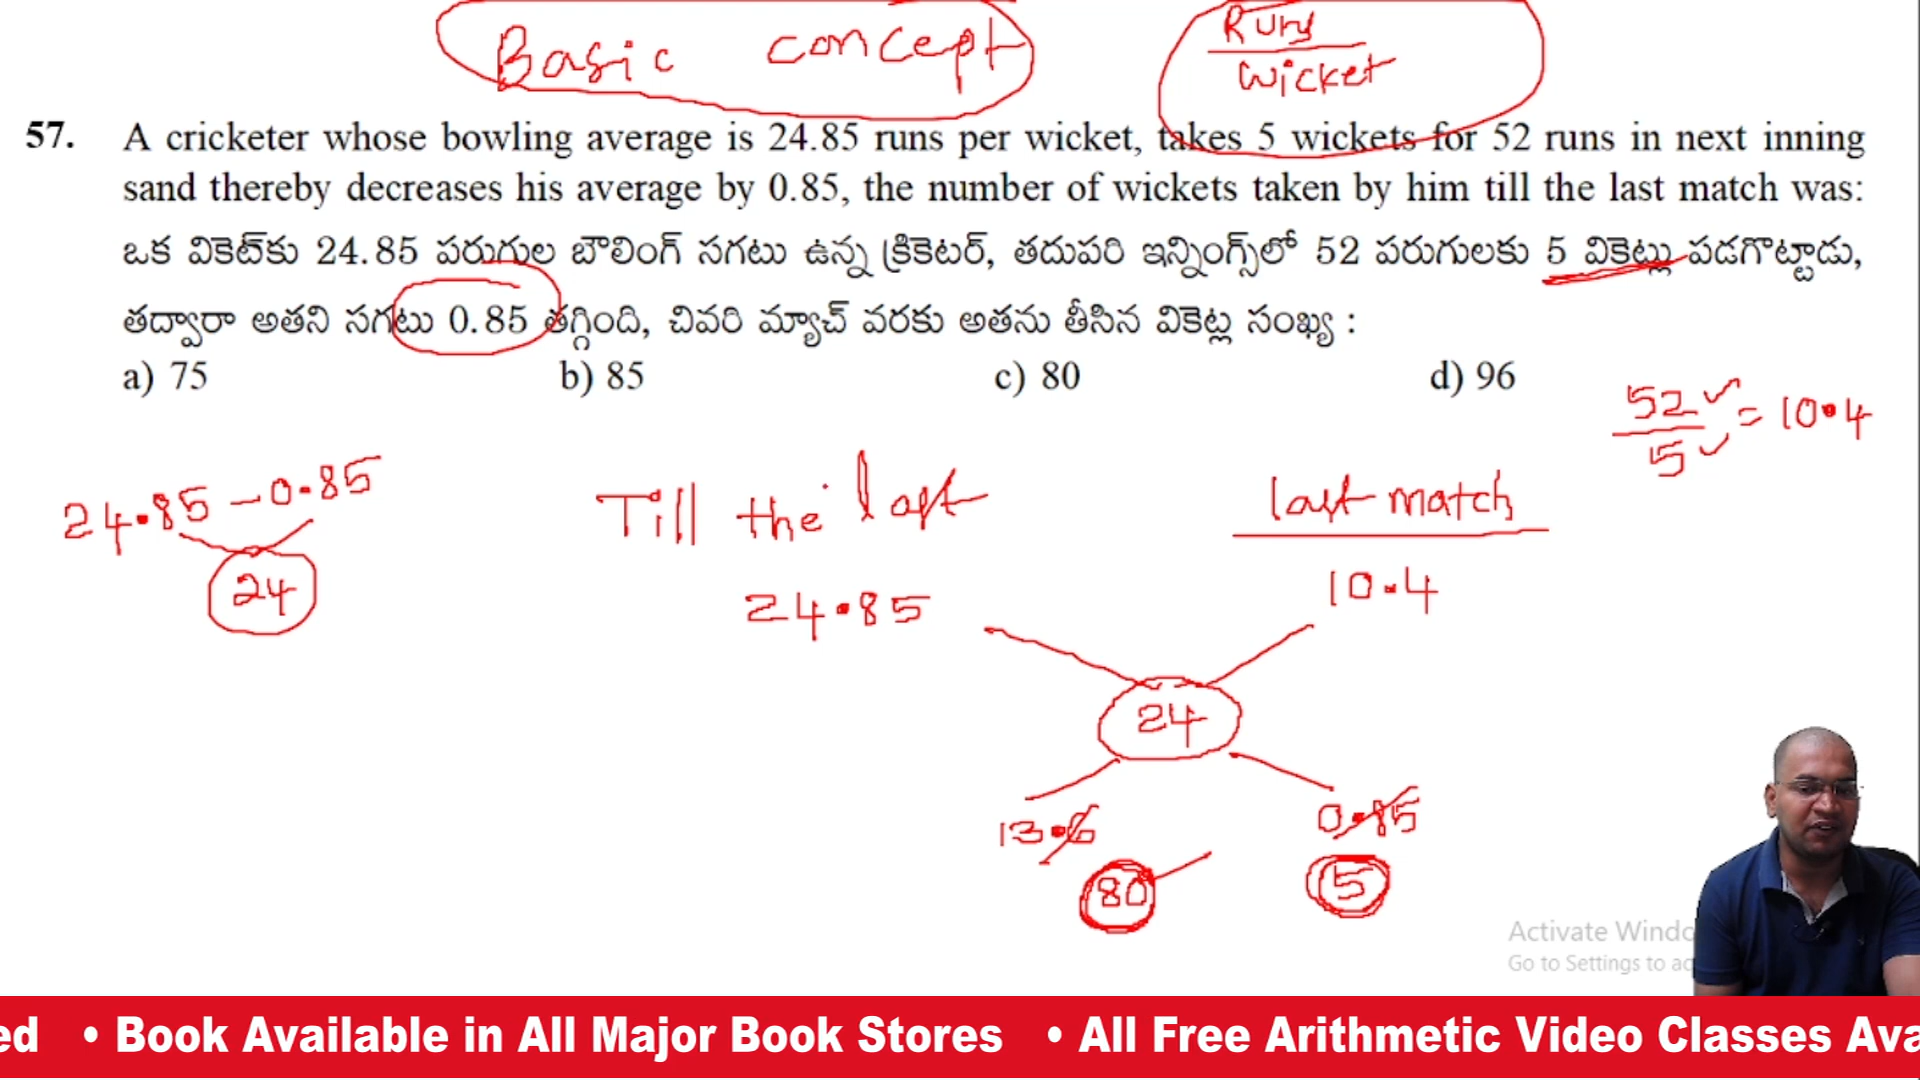 Basic concept
Runs
wicket
57. A cricketer whose bowling average is 24.85 runs per wicket, takes 5 wickets for 52 runs in next inning
sand thereby decreases his average by 0.85, the number of wickets taken by him till the last match was:
ఒక వికెట్‌కు 24.85 పరుగుల బౌలింగ్ సగటు ఉన్న క్రికెటర్, తదుపరి ఇన్నింగ్స్‌లో 52 పరుగులకు 5 వికెట్లు పడగొట్టాడు,
తద్వారా అతని సగటు 0.85 తగ్గింది, చివరి మ్యాచ్ వరకు అతను తీసిన వికెట్ల సంఖ్య :
a) 75 b) 85 c) 80 d) 96
52
5 = 10.4
24.85 - 0.85
24
Till the last
last match
24.85
10.4
24
13.6
0.85
80
5
Activate Windo
Go to Settings to ac
ed • Book Available in All Major Book Stores • All Free Arithmetic Video Classes Ava